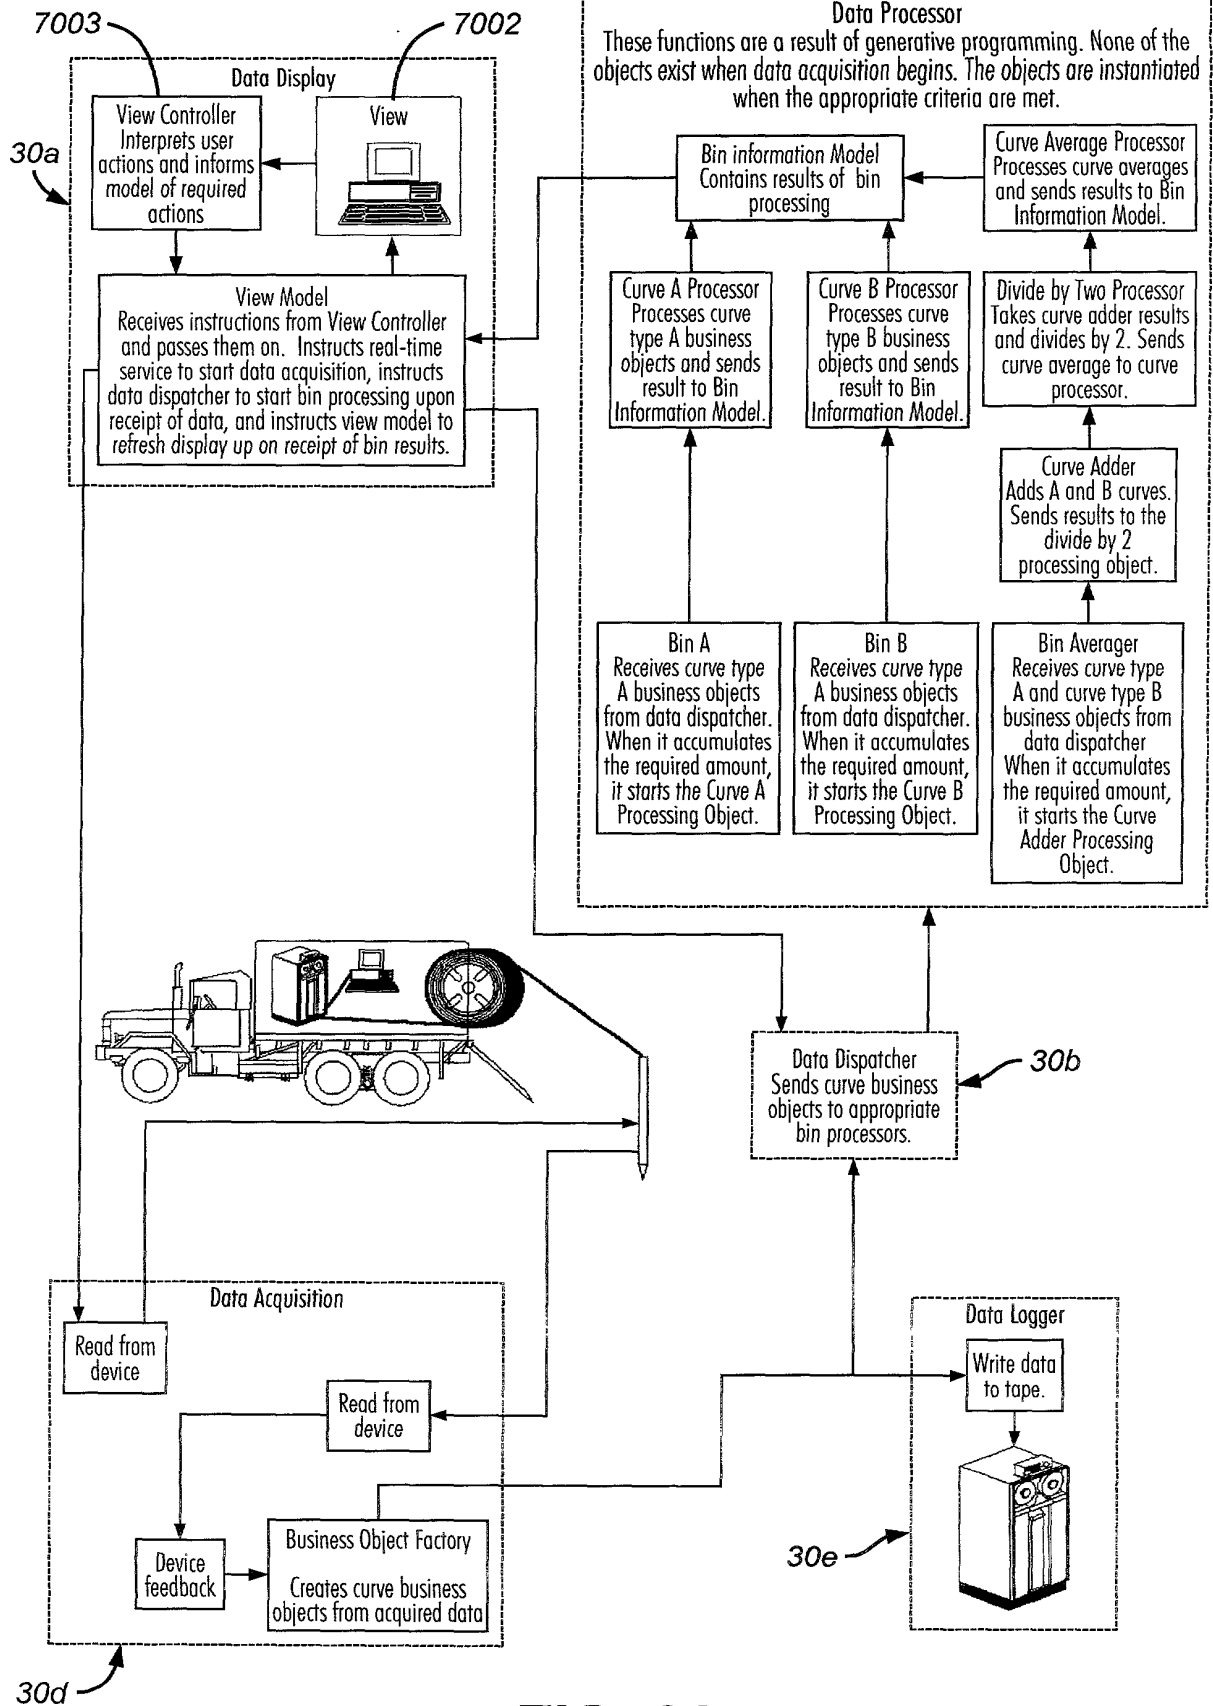 7003
7002
30a
Data Display
View Controller
Interprets user
actions and informs
model of required
actions
View
View Model
Receives instructions from View Controller
and passes them on. Instructs real-time
service to start data acquisition, instructs
data dispatcher to start bin processing upon
receipt of data, and instructs view model to
refresh display up on receipt of bin results.
Data Processor
These functions are a result of generative programming. None of the
objects exist when data acquisition begins. The objects are instantiated
when the appropriate criteria are met.
Bin information Model
Contains results of bin
processing
Curve Average Processor
Processes curve averages
and sends results to Bin
Information Model.
Curve A Processor
Processes curve
type A business
objects and sends
result to Bin
Information Model.
Curve B Processor
Processes curve
type B business
objects and sends
result to Bin
Information Model.
Divide by Two Processor
Takes curve adder results
and divides by 2. Sends
curve average to curve
processor.
Curve Adder
Adds A and B curves.
Sends results to the
divide by 2
processing object.
Bin A
Receives curve type
A business objects
from data dispatcher.
When it accumulates
the required amount,
it starts the Curve A
Processing Object.
Bin B
Receives curve type
A business objects
from data dispatcher.
When it accumulates
the required amount,
it starts the Curve B
Processing Object.
Bin Averager
Receives curve type
A and curve type B
business objects from
data dispatcher
When it accumulates
the required amount,
it starts the Curve
Adder Processing
Object.
Data Dispatcher
Sends curve business
objects to appropriate
bin processors.
30b
Data Acquisition
Read from
device
Read from
device
Device
feedback
Business Object Factory
Creates curve business
objects from acquired data
30d
Data Logger
Write data
to tape.
30e